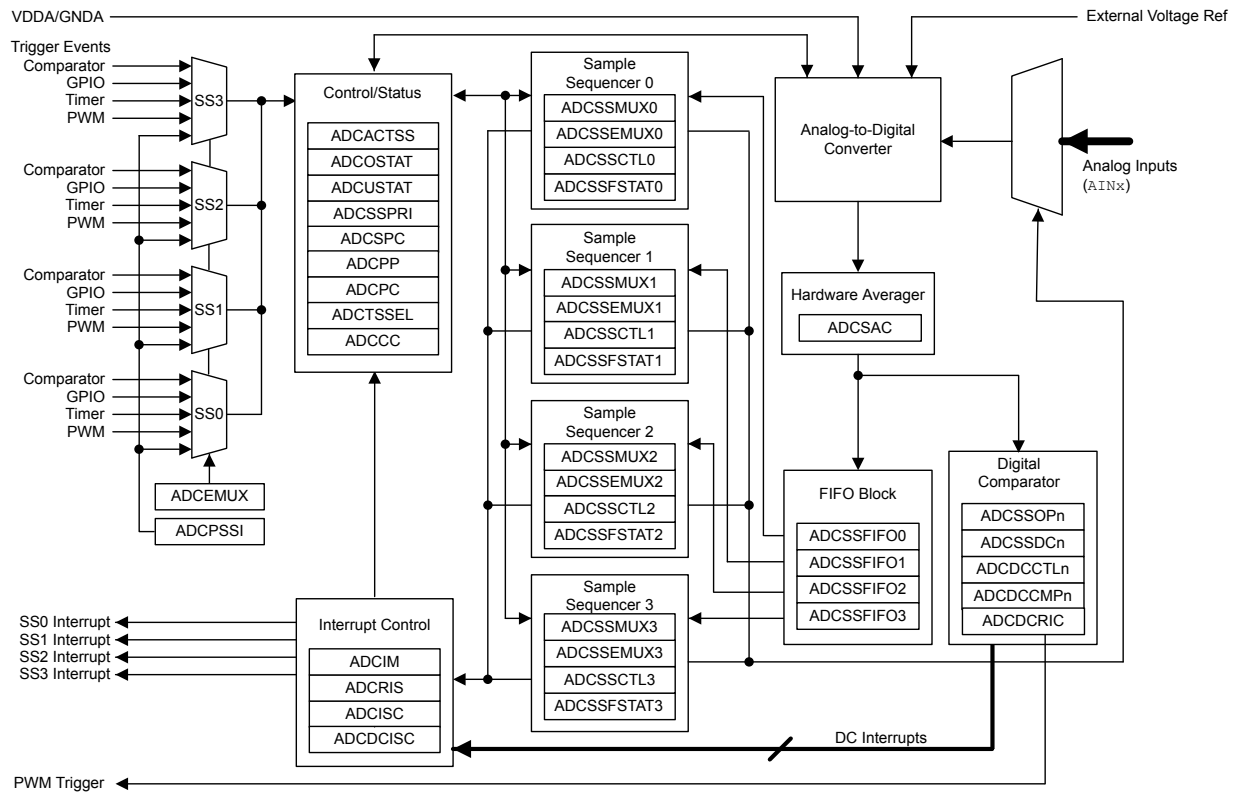 VDDA/GNDA
External Voltage Ref
Trigger Events
Comparator
GPIO
Timer
PWM
SS3
Comparator
GPIO
Timer
PWM
SS2
Comparator
GPIO
Timer
PWM
SS1
Comparator
GPIO
Timer
PWM
SS0
ADCEMUX
ADCPSSI
Control/Status
ADCACTSS
ADCOSTAT
ADCUSTAT
ADCSSPRI
ADCSPC
ADCPP
ADCPC
ADCTSSEL
ADCCC
Sample
Sequencer 0
ADCSSMUX0
ADCSSEMUX0
ADCSSCTL0
ADCSSFSTAT0
Sample
Sequencer 1
ADCSSMUX1
ADCSSEMUX1
ADCSSCTL1
ADCSSFSTAT1
Sample
Sequencer 2
ADCSSMUX2
ADCSSEMUX2
ADCSSCTL2
ADCSSFSTAT2
Sample
Sequencer 3
ADCSSMUX3
ADCSSEMUX3
ADCSSCTL3
ADCSSFSTAT3
Analog-to-Digital
Converter
Analog Inputs
(AINx)
Hardware Averager
ADCSAC
FIFO Block
ADCSSFIFO0
ADCSSFIFO1
ADCSSFIFO2
ADCSSFIFO3
Digital
Comparator
ADCSSOPn
ADCSSDCn
ADCDCCTLn
ADCDCCMPn
ADCDCRIC
SS0 Interrupt
SS1 Interrupt
SS2 Interrupt
SS3 Interrupt
Interrupt Control
ADCIM
ADCRIS
ADCISC
ADCDCISC
DC Interrupts
PWM Trigger